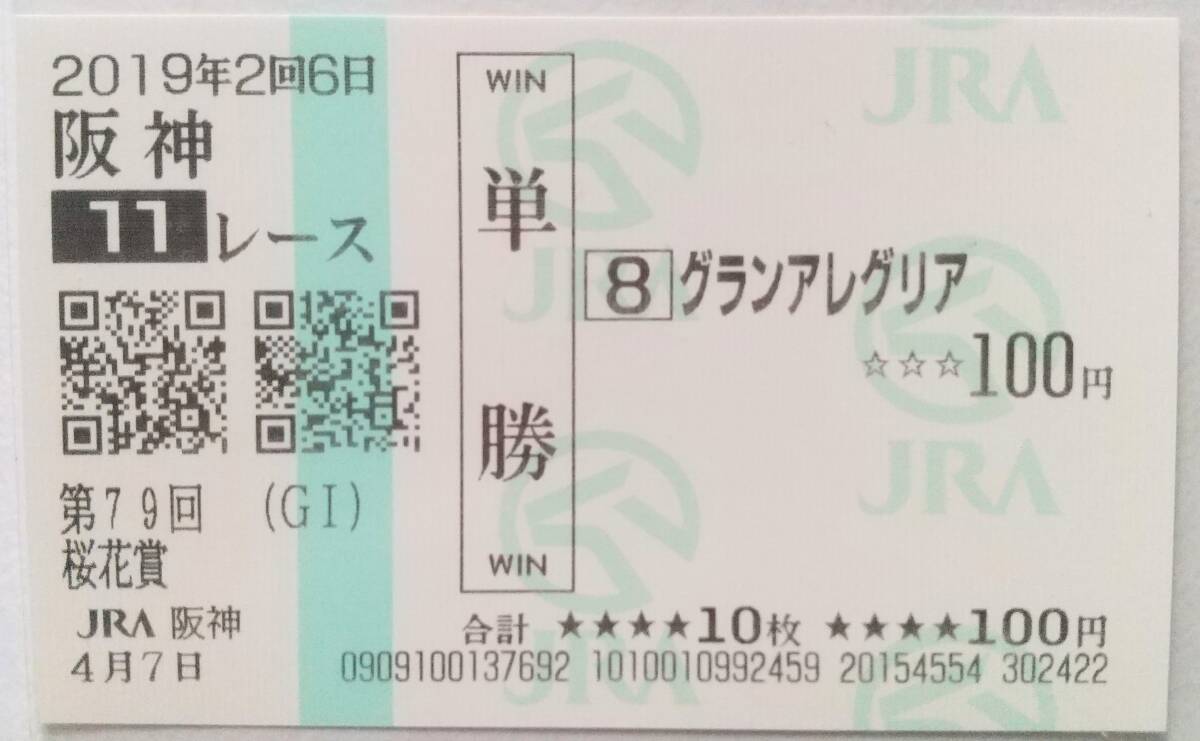 2019年2回6日
阪神
11レース
第79回 (GI)
桜花賞
JRA 阪神
4月7日
WIN
単勝
WIN
8 グランアレグリア
☆☆☆100円
合計 ★★★★10枚 ★★★★100円
0909100137692 1010010992459 20154554 302422
JRA
JRA
JRA
JRA